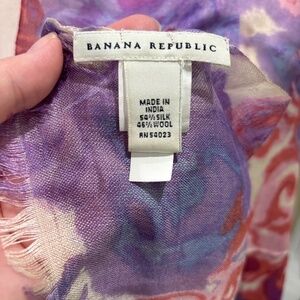 BANANA REPUBLIC
MADE IN
INDIA
54% SILK
46% WOOL
RN 54023